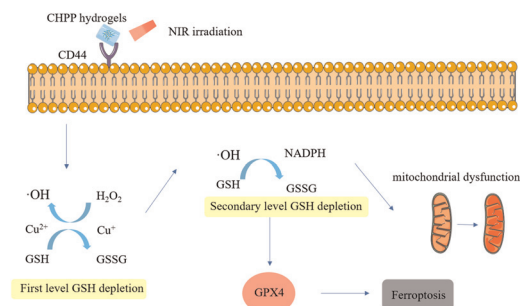 CHPP hydrogels
NIR irradiation
CD44
·OH
H₂O₂
Cu²⁺
Cu⁺
GSH
GSSG
First level GSH depletion
·OH
NADPH
GSH
GSSG
Secondary level GSH depletion
mitochondrial dysfunction
GPX4
Ferroptosis